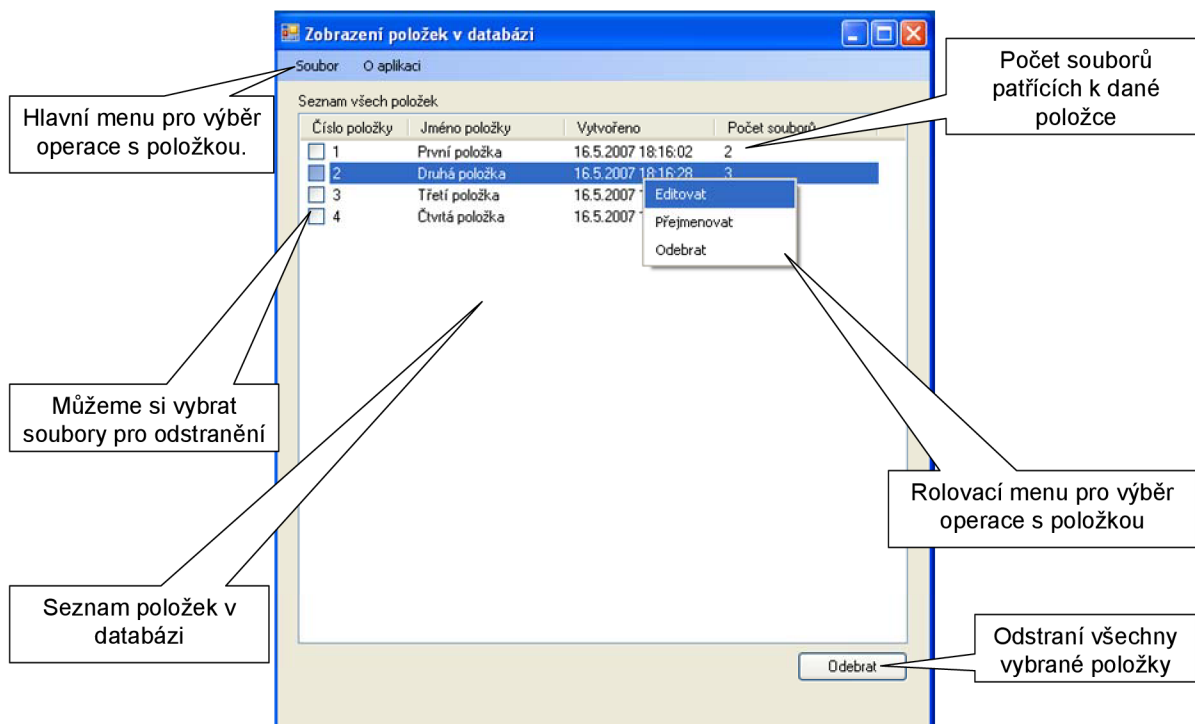 Zobrazení položek v databázi
Soubor O aplikaci
Seznam všech položek
Číslo položky Jméno položky Vytvořeno Počet souborů
1 První položka 16.5.2007 18:16:02 2
2 Druhá položka 16.5.2007 18:16:28 3
3 Třetí položka 16.5.2007 1
4 Čtvrtá položka 16.5.2007 1
Editovat
Přejmenovat
Odebrat
Odebrat
Hlavní menu pro výběr
operace s položkou.
Počet souborů
patřících k dané
položce
Můžeme si vybrat
soubory pro odstranění
Rolovací menu pro výběr
operace s položkou
Seznam položek v
databázi
Odstraní všechny
vybrané položky